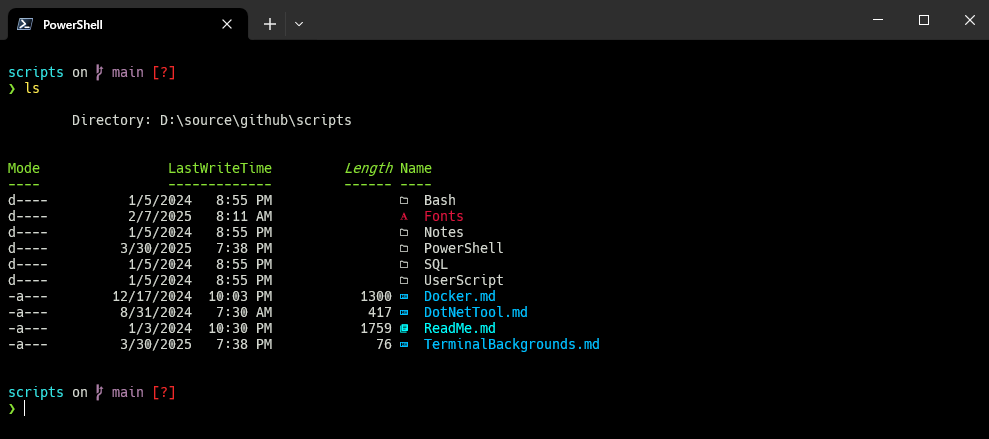 PowerShell
scripts on main [?]
❯ ls
Directory: D:\source\github\scripts
Mode LastWriteTime Length Name
---- ------------- ------ ----
d---- 1/5/2024 8:55 PM Bash
d---- 2/7/2025 8:11 AM Fonts
d---- 1/5/2024 8:55 PM Notes
d---- 3/30/2025 7:38 PM PowerShell
d---- 1/5/2024 8:55 PM SQL
d---- 1/5/2024 8:55 PM UserScript
-a--- 12/17/2024 10:03 PM 1300 Docker.md
-a--- 8/31/2024 7:30 AM 417 DotNetTool.md
-a--- 1/3/2024 10:30 PM 1759 ReadMe.md
-a--- 3/30/2025 7:38 PM 76 TerminalBackgrounds.md
scripts on main [?]
❯